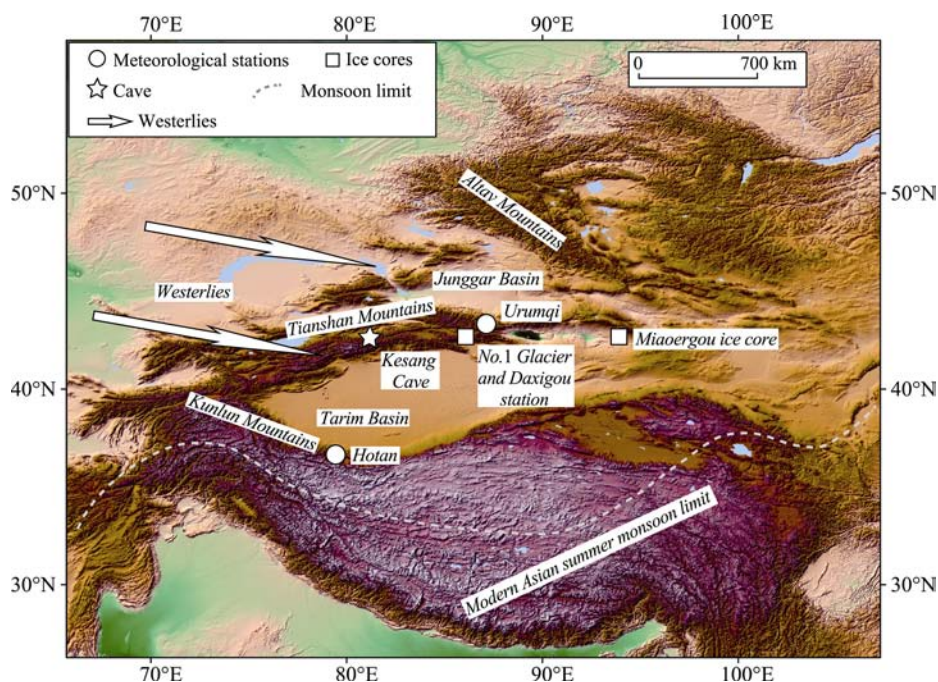 70°E 80°E 90°E 100°E
Meteorological stations Ice cores
Cave Monsoon limit
Westerlies
0 700 km
50°N 50°N
Altay Mountains
Junggar Basin
Westerlies
Urumqi
Tianshan Mountains
Miaoergou ice core
Kesang
Cave
No.1 Glacier
and Daxigou
station
40°N 40°N
Tarim Basin
Kunlun Mountains
Hotan
Modern Asian summer monsoon limit
30°N 30°N
70°E 80°E 90°E 100°E